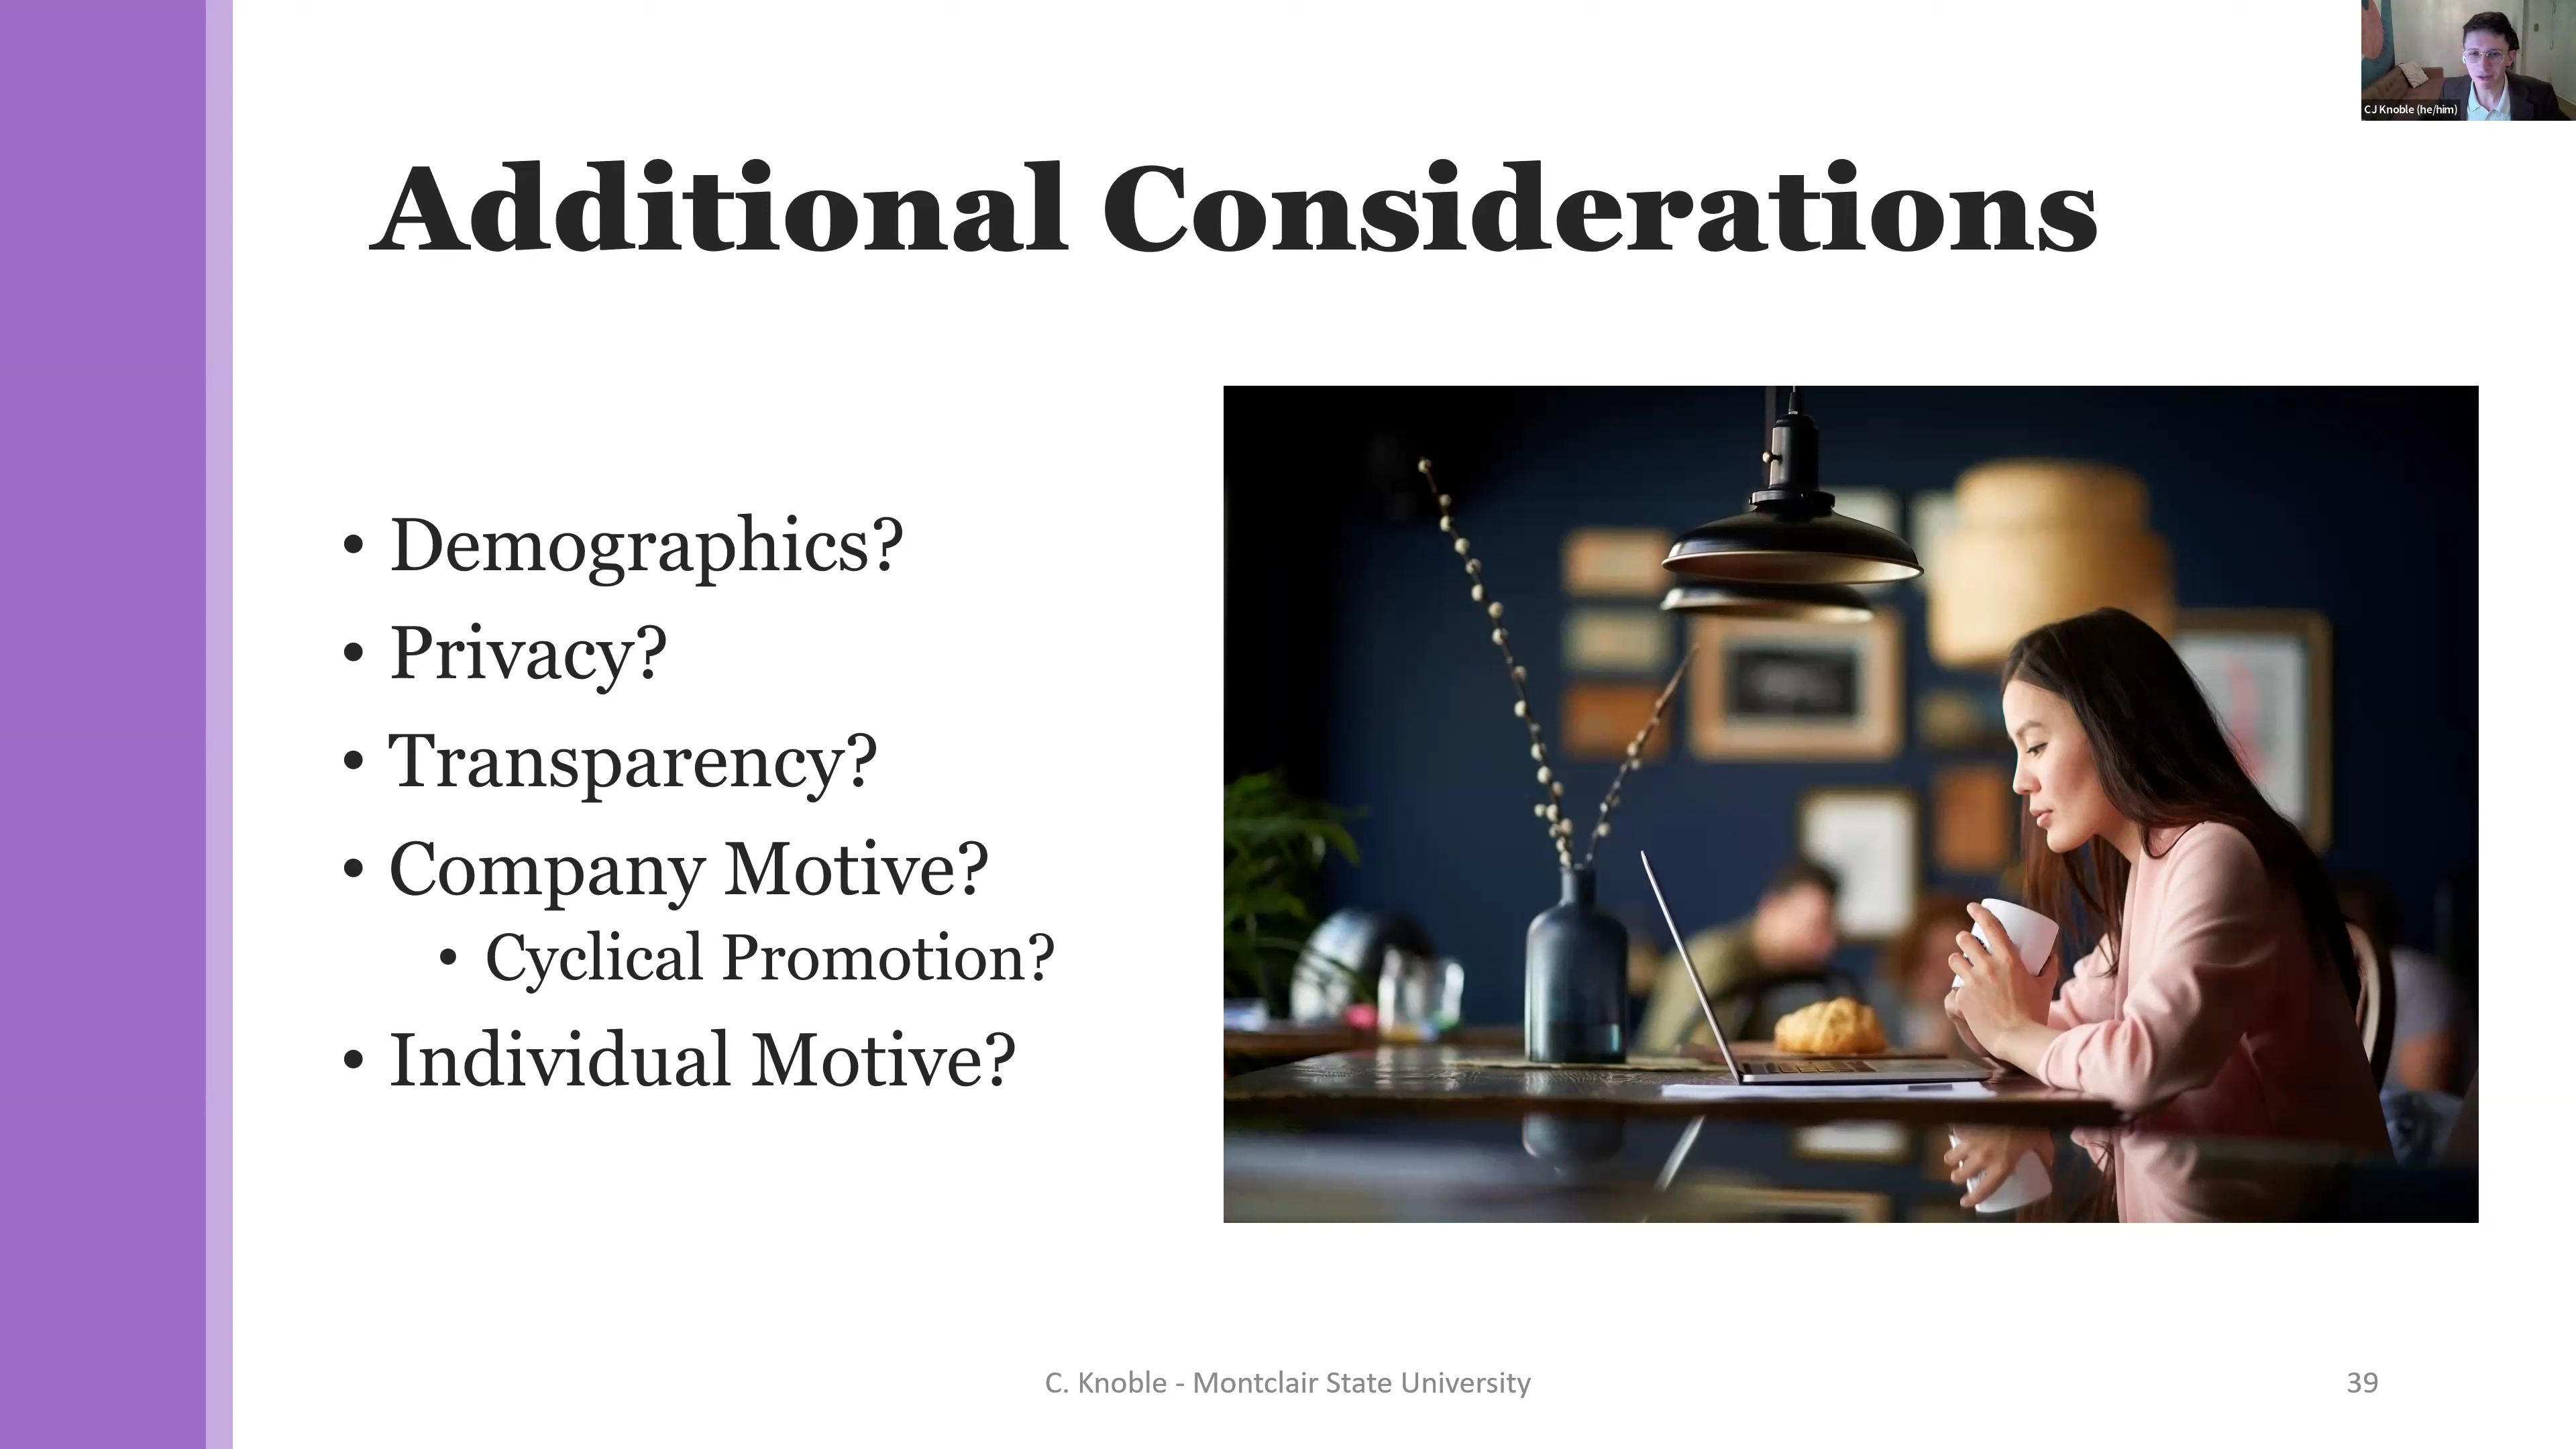 CJ Knoble (he/him)
Additional Considerations
• Demographics?
• Privacy?
• Transparency?
• Company Motive?
• Cyclical Promotion?
• Individual Motive?
C. Knoble - Montclair State University
39